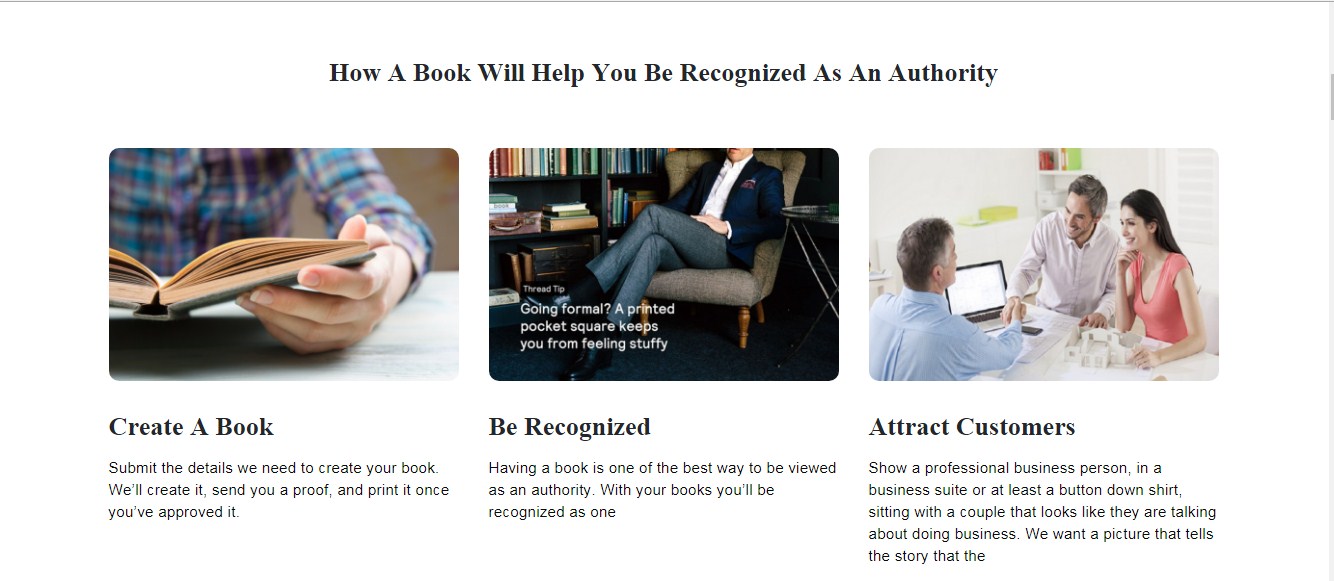 How A Book Will Help You Be Recognized As An Authority
book
Thread Tip
Going formal? A printed
pocket square keeps
you from feeling stuffy
Create A Book
Submit the details we need to create your book.
We’ll create it, send you a proof, and print it once
you’ve approved it.
Be Recognized
Having a book is one of the best way to be viewed
as an authority. With your books you’ll be
recognized as one
Attract Customers
Show a professional business person, in a
business suite or at least a button down shirt,
sitting with a couple that looks like they are talking
about doing business. We want a picture that tells
the story that the